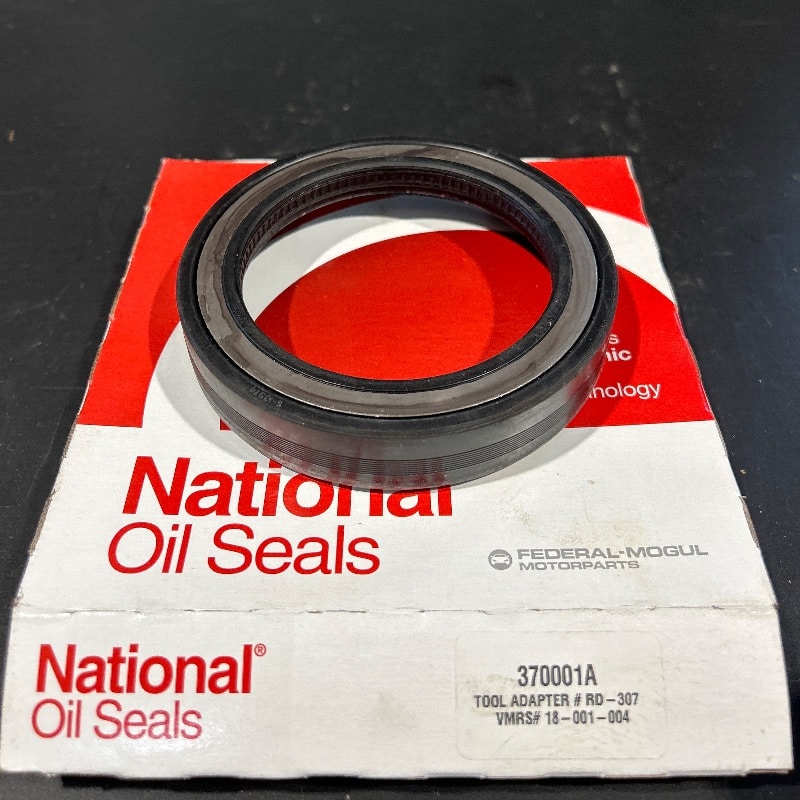 nology
National
Oil Seals
FEDERAL-MOGUL
MOTORPARTS
National®
Oil Seals
370001A
TOOL ADAPTER # RD-307
VMRS# 18-001-004